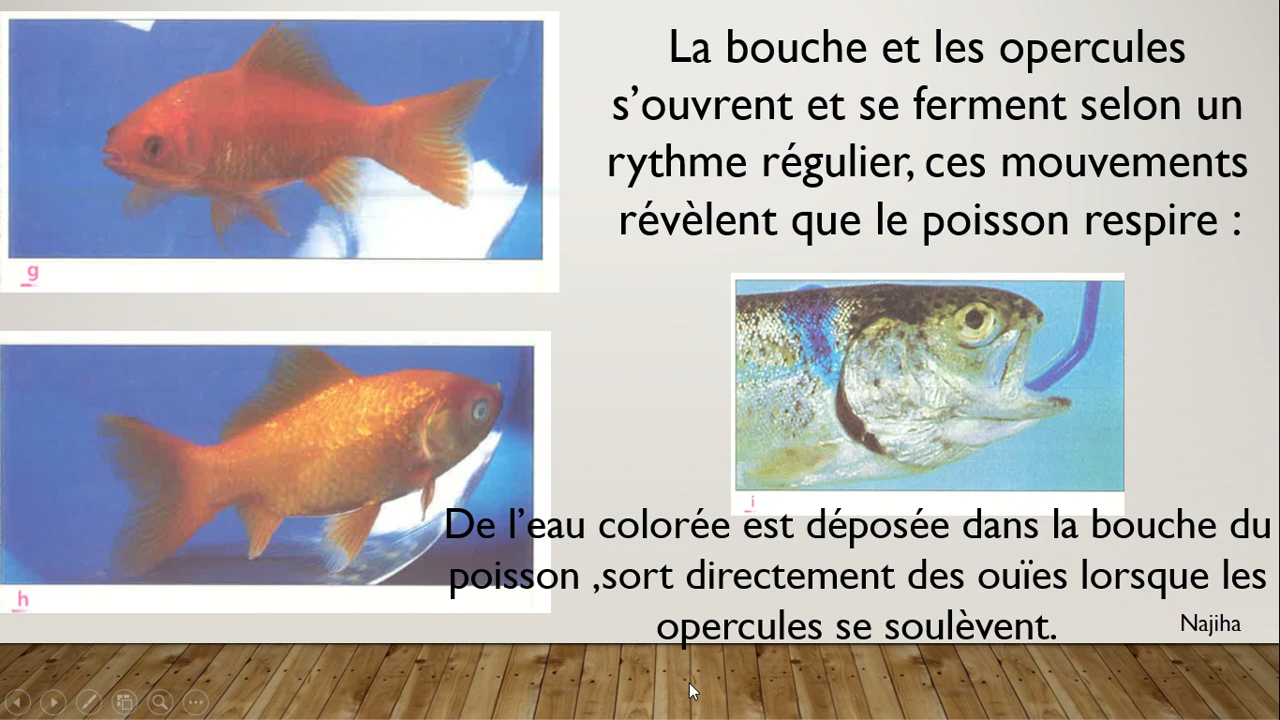 La bouche et les opercules
s’ouvrent et se ferment selon un
rythme régulier, ces mouvements
révèlent que le poisson respire :
g
h
i
De l’eau colorée est déposée dans la bouche du
poisson ,sort directement des ouïes lorsque les
opercules se soulèvent.
Najiha